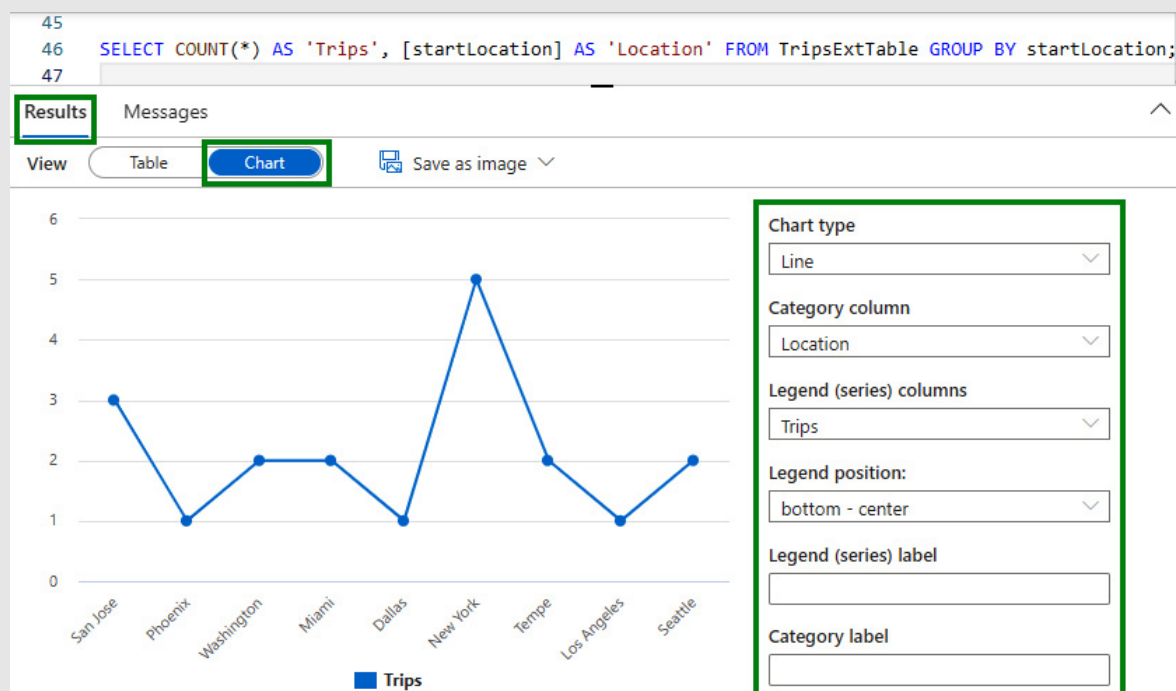 45
46 SELECT COUNT(*) AS 'Trips', [startLocation] AS 'Location' FROM TripsExtTable GROUP BY startLocation;
47
Results Messages
View Table Chart Save as image
6
5
4
3
2
1
0
San Jose Phoenix Washington Miami Dallas New York Tempe Los Angeles Seattle
Trips
Chart type
Line
Category column
Location
Legend (series) columns
Trips
Legend position:
bottom - center
Legend (series) label
Category label